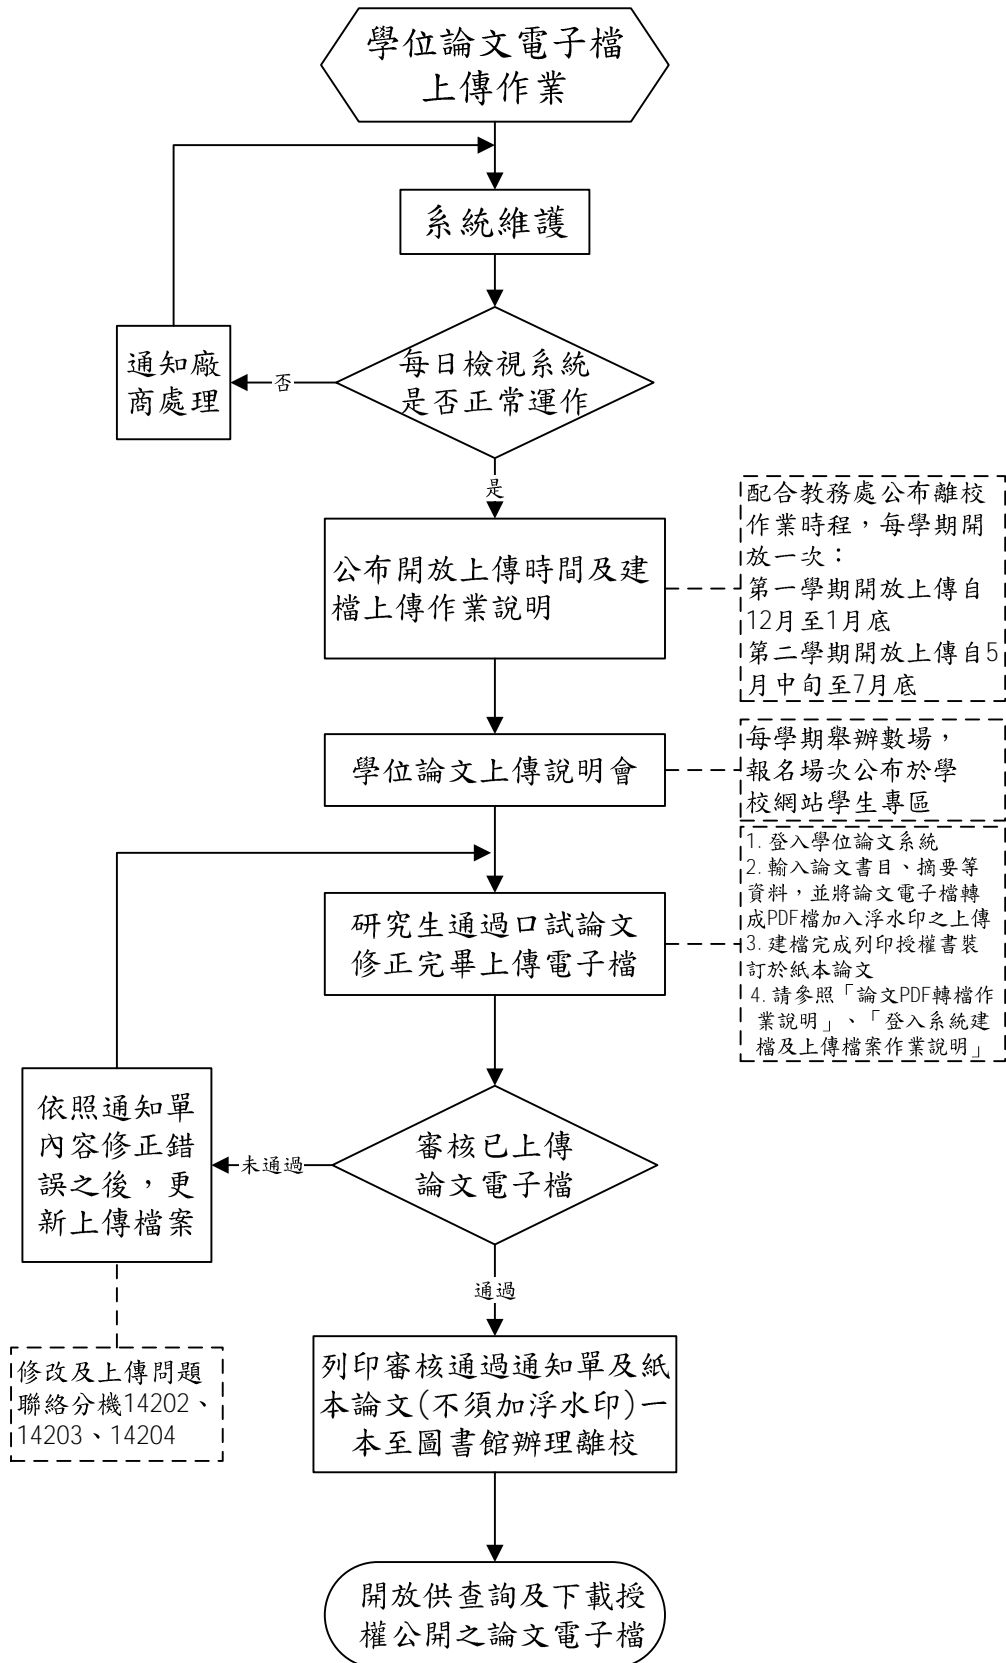 學位論文電子檔
上傳作業
系統維護
每日檢視系統
是否正常運作
否
通知廠
商處理
是
公布開放上傳時間及建
檔上傳作業說明
配合教務處公布離校
作業時程，每學期開
放一次：
第一學期開放上傳自
12月至1月底
第二學期開放上傳自5
月中旬至7月底
學位論文上傳說明會
每學期舉辦數場，
報名場次公布於學
校網站學生專區
研究生通過口試論文
修正完畢上傳電子檔
1. 登入學位論文系統
2. 輸入論文書目、摘要等
資料，並將論文電子檔轉
成PDF檔加入浮水印之上傳
3. 建檔完成列印授權書裝
訂於紙本論文
4. 請參照「論文PDF轉檔作
業說明」、「登入系統建
檔及上傳檔案作業說明」
審核已上傳
論文電子檔
未通過
依照通知單
內容修正錯
誤之後，更
新上傳檔案
修改及上傳問題
聯絡分機14202、
14203、14204
通過
列印審核通過通知單及紙
本論文(不須加浮水印)一
本至圖書館辦理離校
開放供查詢及下載授
權公開之論文電子檔